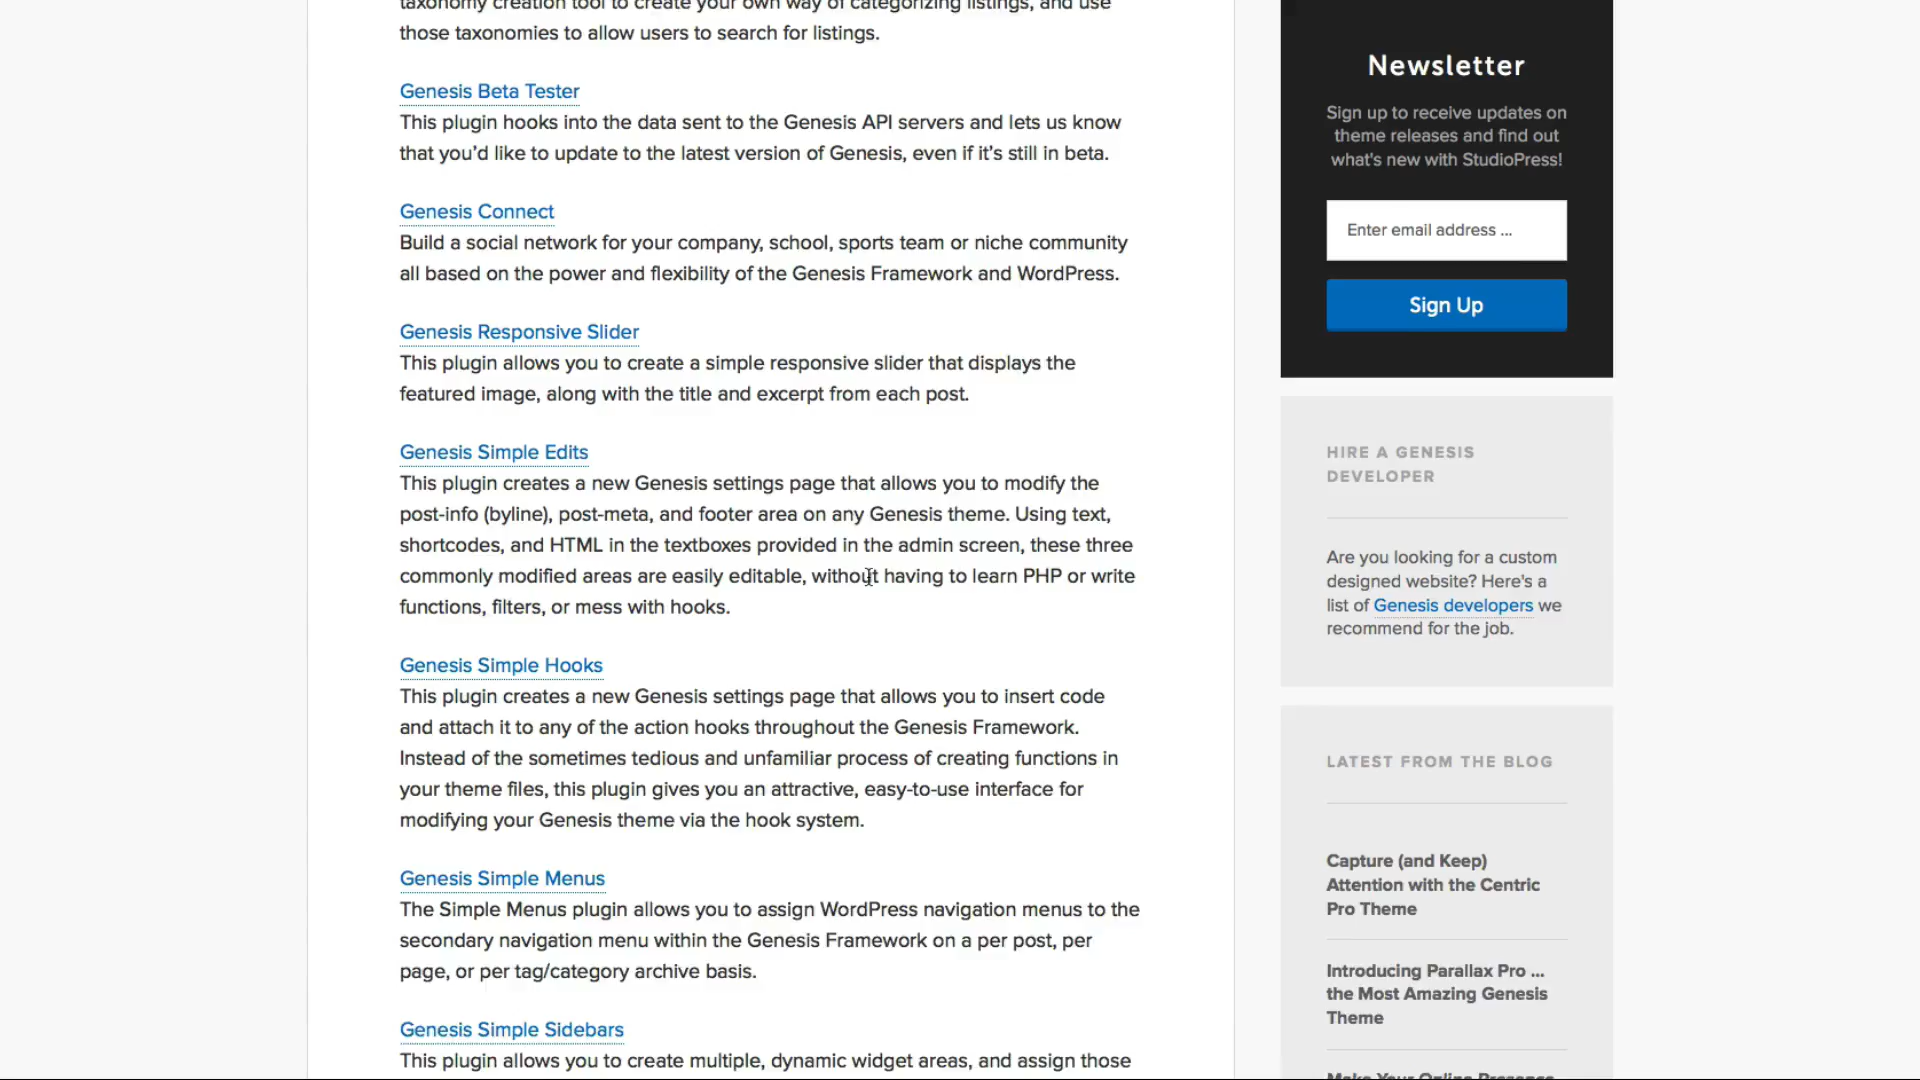 taxonomy creation tool to create your own way of categorizing listings, and use
those taxonomies to allow users to search for listings.
Genesis Beta Tester
This plugin hooks into the data sent to the Genesis API servers and lets us know
that you’d like to update to the latest version of Genesis, even if it’s still in beta.
Genesis Connect
Build a social network for your company, school, sports team or niche community
all based on the power and flexibility of the Genesis Framework and WordPress.
Genesis Responsive Slider
This plugin allows you to create a simple responsive slider that displays the
featured image, along with the title and excerpt from each post.
Genesis Simple Edits
This plugin creates a new Genesis settings page that allows you to modify the
post-info (byline), post-meta, and footer area on any Genesis theme. Using text,
shortcodes, and HTML in the textboxes provided in the admin screen, these three
commonly modified areas are easily editable, without having to learn PHP or write
functions, filters, or mess with hooks.
Genesis Simple Hooks
This plugin creates a new Genesis settings page that allows you to insert code
and attach it to any of the action hooks throughout the Genesis Framework.
Instead of the sometimes tedious and unfamiliar process of creating functions in
your theme files, this plugin gives you an attractive, easy-to-use interface for
modifying your Genesis theme via the hook system.
Genesis Simple Menus
The Simple Menus plugin allows you to assign WordPress navigation menus to the
secondary navigation menu within the Genesis Framework on a per post, per
page, or per tag/category archive basis.
Genesis Simple Sidebars
This plugin allows you to create multiple, dynamic widget areas, and assign those
Newsletter
Sign up to receive updates on
theme releases and find out
what's new with StudioPress!
Enter email address ...
Sign Up
HIRE A GENESIS
DEVELOPER
Are you looking for a custom
designed website? Here's a
list of Genesis developers we
recommend for the job.
LATEST FROM THE BLOG
Capture (and Keep)
Attention with the Centric
Pro Theme
Introducing Parallax Pro ...
the Most Amazing Genesis
Theme
Make Your Online Presence